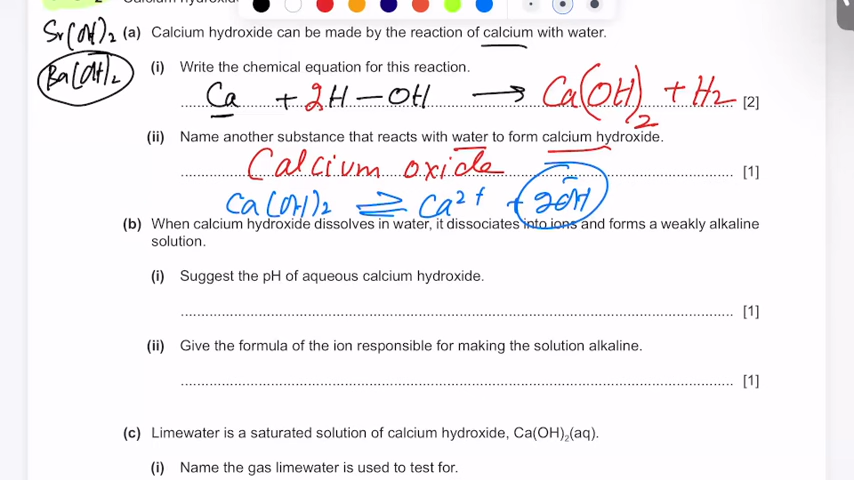 Sr(OH)2 (a) Calcium hydroxide can be made by the reaction of calcium with water.
Ba(OH)2 (i) Write the chemical equation for this reaction.
Ca + 2H-OH → Ca(OH)2 + H2 [2]
(ii) Name another substance that reacts with water to form calcium hydroxide.
Calcium oxide [1]
Ca(OH)2 ⇌ Ca2+ + 2OH-
(b) When calcium hydroxide dissolves in water, it dissociates into ions and forms a weakly alkaline
solution.
(i) Suggest the pH of aqueous calcium hydroxide.
[1]
(ii) Give the formula of the ion responsible for making the solution alkaline.
[1]
(c) Limewater is a saturated solution of calcium hydroxide, Ca(OH)2(aq).
(i) Name the gas limewater is used to test for.